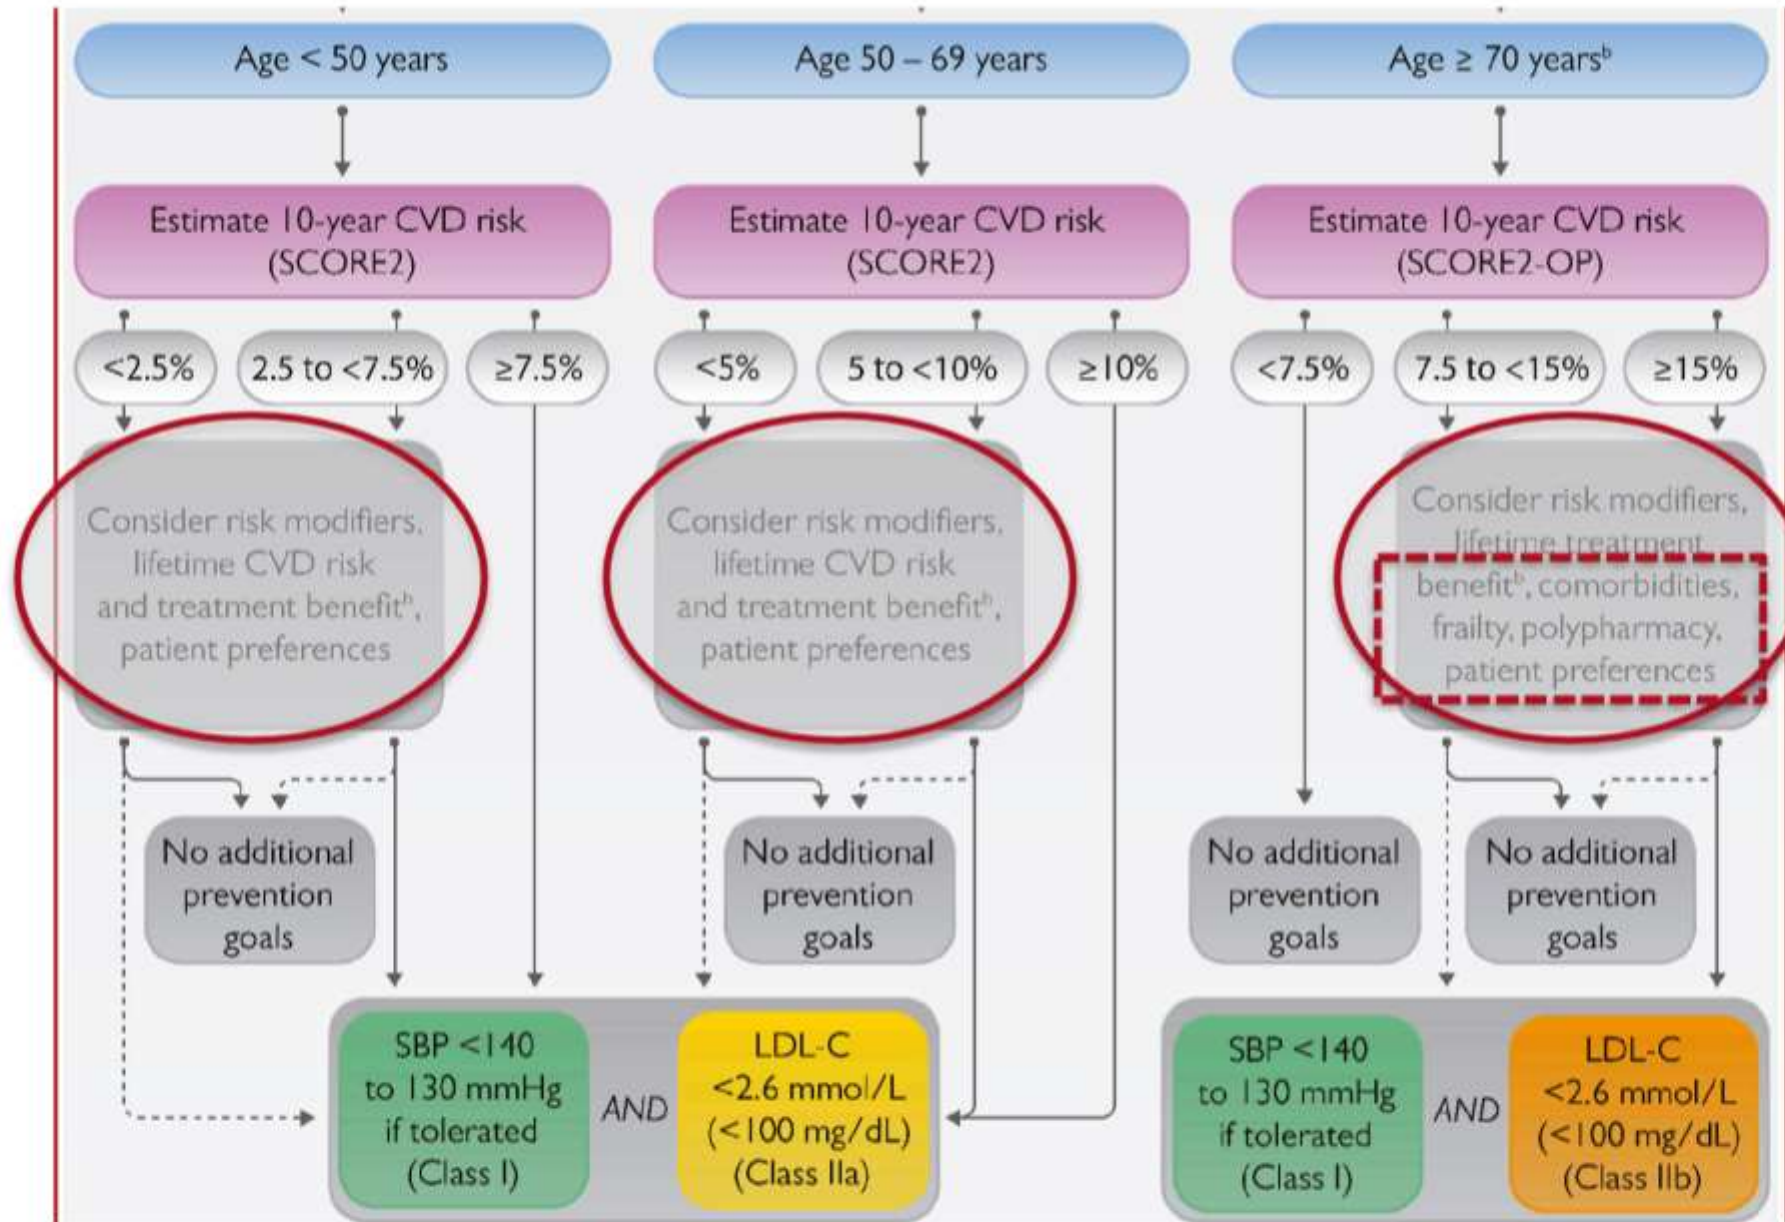 Age < 50 years
Age 50 – 69 years
Age ≥ 70 yearsᵇ
Estimate 10-year CVD risk
(SCORE2)
Estimate 10-year CVD risk
(SCORE2)
Estimate 10-year CVD risk
(SCORE2-OP)
<2.5%
2.5 to <7.5%
≥7.5%
<5%
5 to <10%
≥10%
<7.5%
7.5 to <15%
≥15%
Consider risk modifiers,
lifetime CVD risk
and treatment benefitᵇ,
patient preferences
Consider risk modifiers,
lifetime CVD risk
and treatment benefitᵇ,
patient preferences
Consider risk modifiers,
lifetime treatment
benefitᵇ, comorbidities,
frailty, polypharmacy,
patient preferences
No additional
prevention
goals
No additional
prevention
goals
No additional
prevention
goals
No additional
prevention
goals
SBP <140
to 130 mmHg
if tolerated
(Class I)
AND
LDL-C
<2.6 mmol/L
(<100 mg/dL)
(Class IIa)
SBP <140
to 130 mmHg
if tolerated
(Class I)
AND
LDL-C
<2.6 mmol/L
(<100 mg/dL)
(Class IIb)